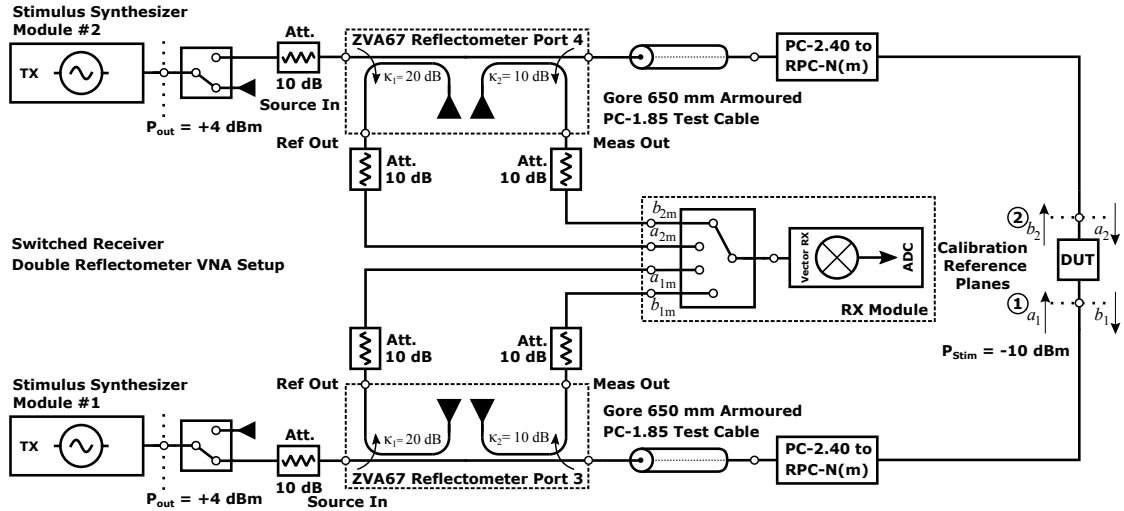 Stimulus Synthesizer
Module #2
TX
P_out = +4 dBm
Att.
10 dB
Source In
ZVA67 Reflectometer Port 4
κ₁= 20 dB
κ₂= 10 dB
Ref Out
Meas Out
Att.
10 dB
Att.
10 dB
Gore 650 mm Armoured
PC-1.85 Test Cable
PC-2.40 to
RPC-N(m)
Switched Receiver
Double Reflectometer VNA Setup
b2m
a2m
a1m
b1m
Vector RX
ADC
RX Module
Calibration
Reference
Planes
2
b2
a2
DUT
1
a1
b1
P_Stim = -10 dBm
Att.
10 dB
Att.
10 dB
Ref Out
Meas Out
Stimulus Synthesizer
Module #1
TX
P_out = +4 dBm
Att.
10 dB
Source In
κ₁= 20 dB
κ₂= 10 dB
ZVA67 Reflectometer Port 3
Gore 650 mm Armoured
PC-1.85 Test Cable
PC-2.40 to
RPC-N(m)